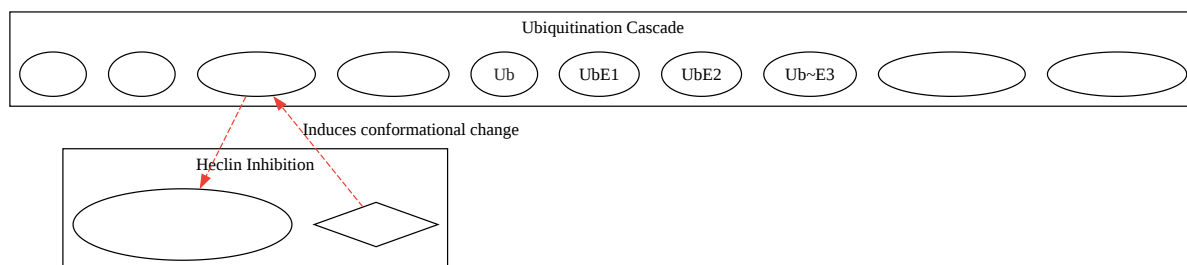 Ubiquitination Cascade
Ub
UbE1
UbE2
Ub~E3
Induces conformational change
Heclin Inhibition